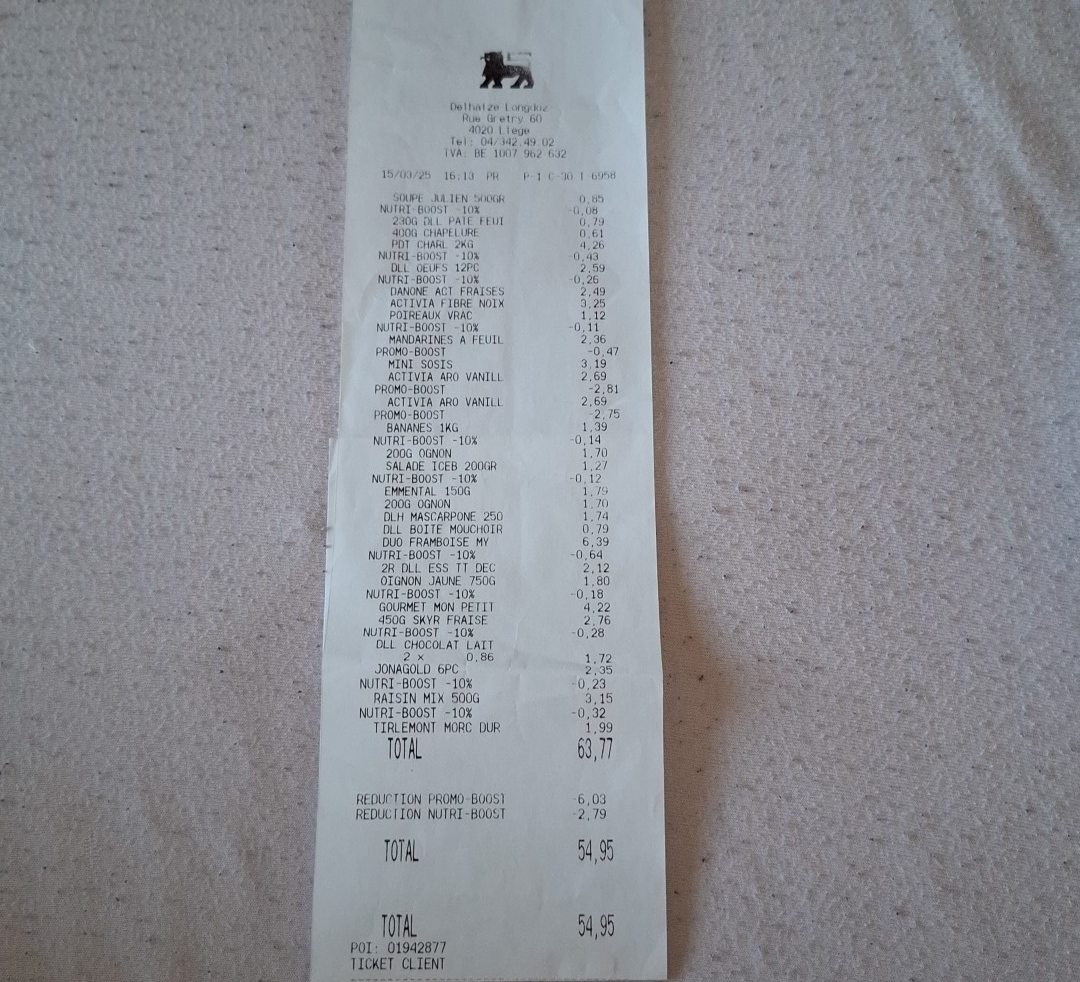 Delhaize Longdoz
Rue Gretry 60
4020 Liege
Tel: 04/342.49.02
TVA: BE 1007 962 632
15/03/25 16:13 PR P-1 C-30 T 6958
SOUPE JULIEN 500GR 0,85
NUTRI-BOOST -10% -0,08
230G DLL PATE FEUI 0,79
400G CHAPELURE 0,61
PDT CHARL 2KG 4,26
NUTRI-BOOST -10% -0,43
DLL OEUFS 12PC 2,59
NUTRI-BOOST -10% -0,26
DANONE ACT FRAISES 2,49
ACTIVIA FIBRE NOIX 3,25
POIREAUX VRAC 1,12
NUTRI-BOOST -10% -0,11
MANDARINES A FEUIL 2,36
PROMO-BOOST -0,47
MINI SOSIS 3,19
ACTIVIA ARO VANILL 2,69
PROMO-BOOST -2,81
ACTIVIA ARO VANILL 2,69
PROMO-BOOST -2,75
BANANES 1KG 1,39
NUTRI-BOOST -10% -0,14
200G OGNON 1,70
SALADE ICEB 200GR 1,27
NUTRI-BOOST -10% -0,12
EMMENTAL 150G 1,79
200G OGNON 1,70
DLH MASCARPONE 250 1,74
DLL BOITE MOUCHOIR 0,79
DUO FRAMBOISE MY 6,39
NUTRI-BOOST -10% -0,64
2R DLL ESS TT DEC 2,12
OIGNON JAUNE 750G 1,80
NUTRI-BOOST -10% -0,18
GOURMET MON PETIT 4,22
450G SKYR FRAISE 2,76
NUTRI-BOOST -10% -0,28
DLL CHOCOLAT LAIT
2 x 0,86 1,72
JONAGOLD 6PC 2,35
NUTRI-BOOST -10% -0,23
RAISIN MIX 500G 3,15
NUTRI-BOOST -10% -0,32
TIRLEMONT MORC DUR 1,99
TOTAL 63,77
REDUCTION PROMO-BOOST -6,03
REDUCTION NUTRI-BOOST -2,79
TOTAL 54,95
TOTAL 54,95
POI: 01942877
TICKET CLIENT